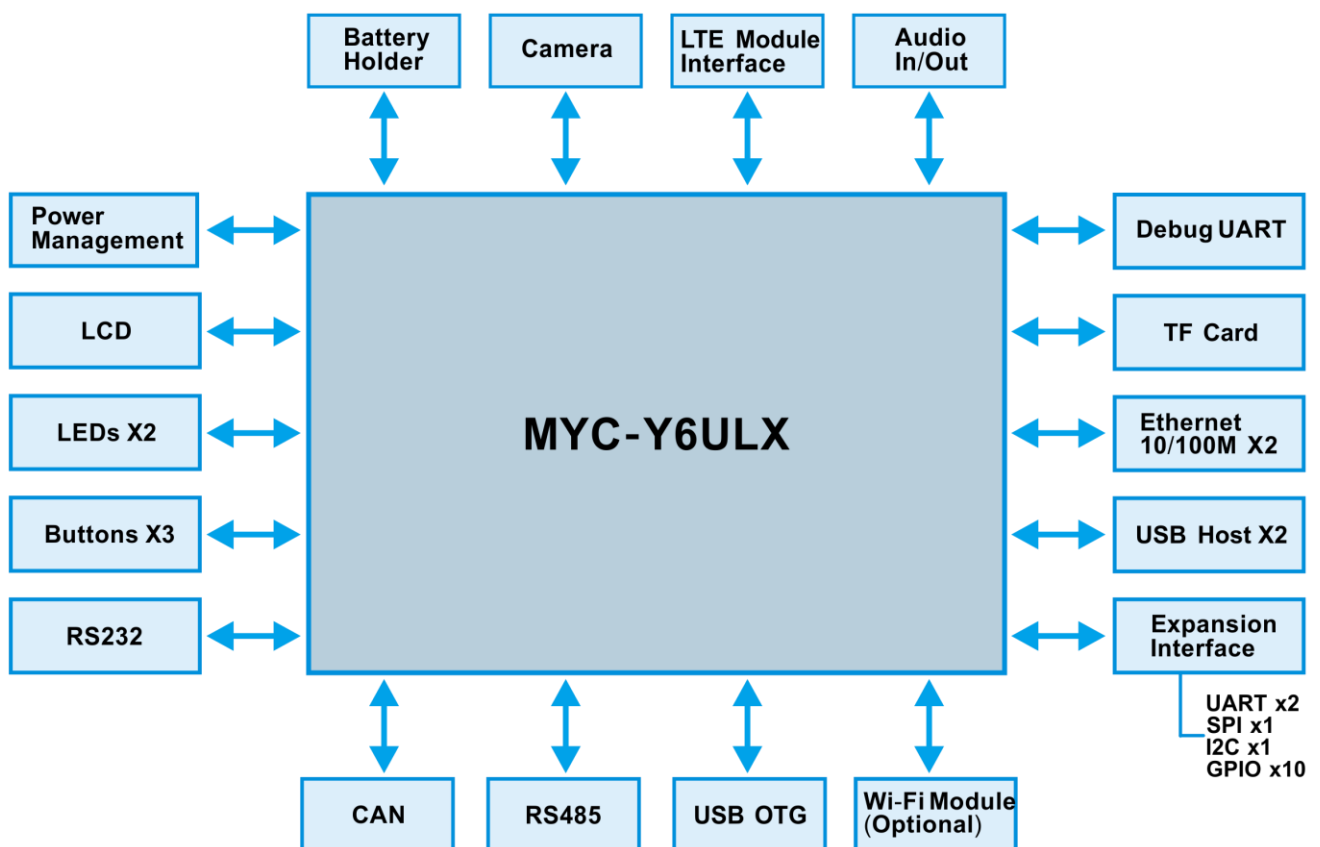 Battery
Holder
Camera
LTE Module
Interface
Audio
In/Out
Power
Management
LCD
LEDs X2
Buttons X3
RS232
MYC-Y6ULX
Debug UART
TF Card
Ethernet
10/100M X2
USB Host X2
Expansion
Interface
UART x2
SPI x1
I2C x1
GPIO x10
CAN
RS485
USB OTG
Wi-Fi Module
(Optional)